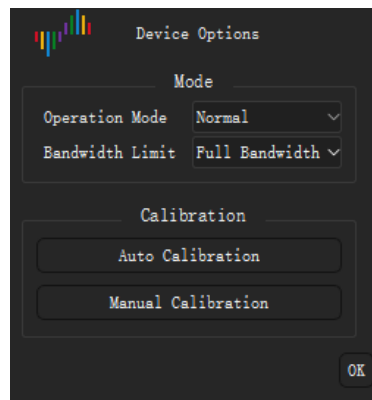 Device Options
Mode
Operation Mode Normal
Bandwidth Limit Full Bandwidth
Calibration
Auto Calibration
Manual Calibration
OK